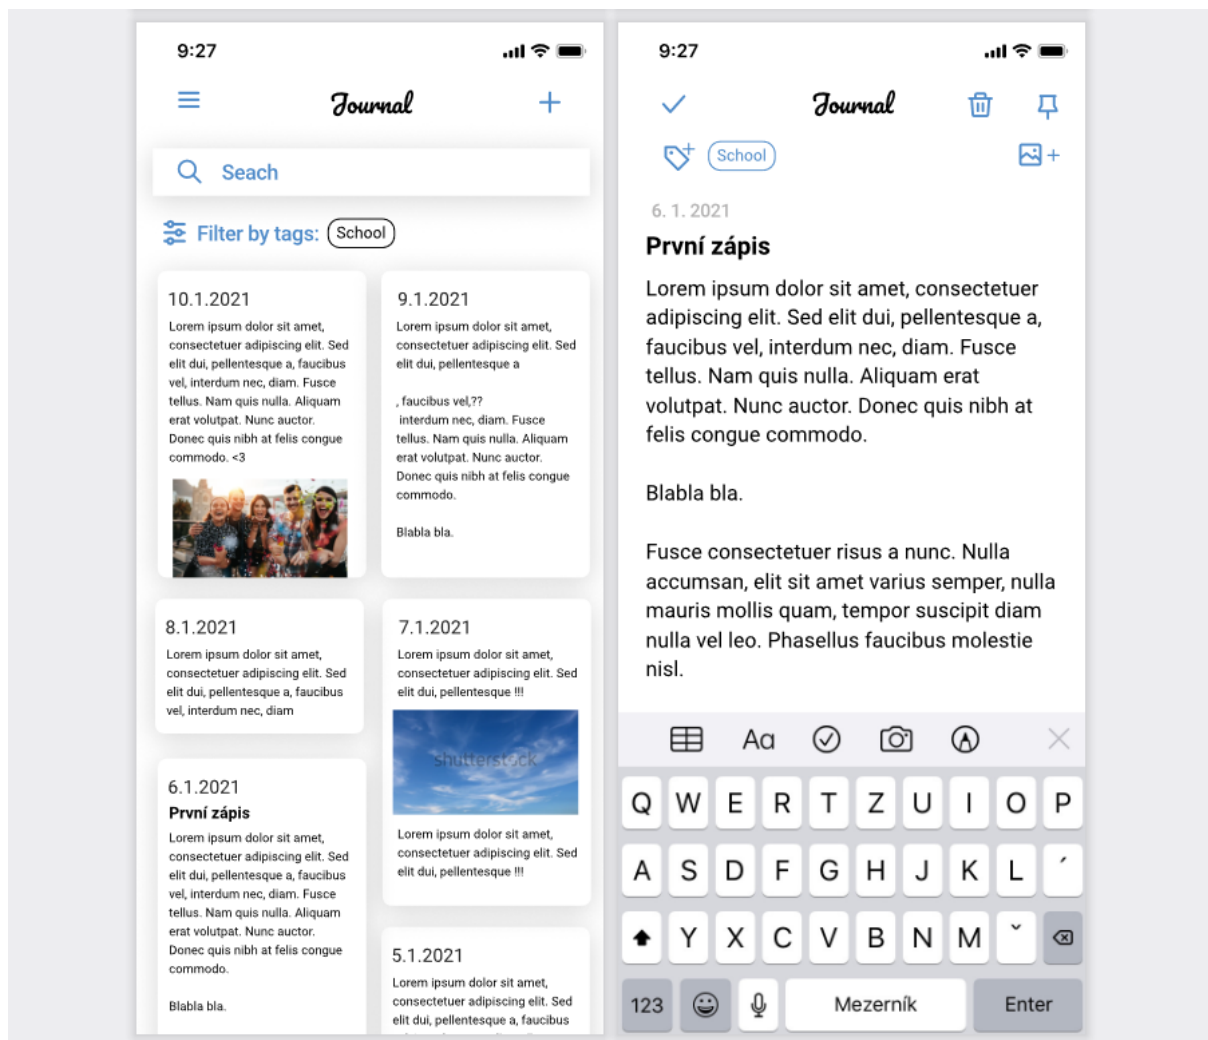 9:27
Journal
Seach
Filter by tags: School
10.1.2021
Lorem ipsum dolor sit amet,
consectetuer adipiscing elit. Sed
elit dui, pellentesque a, faucibus
vel, interdum nec, diam. Fusce
tellus. Nam quis nulla. Aliquam
erat volutpat. Nunc auctor.
Donec quis nibh at felis congue
commodo. <3
9.1.2021
Lorem ipsum dolor sit amet,
consectetuer adipiscing elit. Sed
elit dui, pellentesque a
, faucibus vel,??
interdum nec, diam. Fusce
tellus. Nam quis nulla. Aliquam
erat volutpat. Nunc auctor.
Donec quis nibh at felis congue
commodo.
Blabla bla.
8.1.2021
Lorem ipsum dolor sit amet,
consectetuer adipiscing elit. Sed
elit dui, pellentesque a, faucibus
vel, interdum nec, diam
7.1.2021
Lorem ipsum dolor sit amet,
consectetuer adipiscing elit. Sed
elit dui, pellentesque !!!
shutterstock
Lorem ipsum dolor sit amet,
consectetuer adipiscing elit. Sed
elit dui, pellentesque !!!
6.1.2021
První zápis
Lorem ipsum dolor sit amet,
consectetuer adipiscing elit. Sed
elit dui, pellentesque a, faucibus
vel, interdum nec, diam. Fusce
tellus. Nam quis nulla. Aliquam
erat volutpat. Nunc auctor.
Donec quis nibh at felis congue
commodo.
Blabla bla.
5.1.2021
Lorem ipsum dolor sit amet,
consectetuer adipiscing elit. Sed
elit dui, pellentesque a, faucibus
9:27
Journal
School
6. 1. 2021
První zápis
Lorem ipsum dolor sit amet, consectetuer
adipiscing elit. Sed elit dui, pellentesque a,
faucibus vel, interdum nec, diam. Fusce
tellus. Nam quis nulla. Aliquam erat
volutpat. Nunc auctor. Donec quis nibh at
felis congue commodo.
Blabla bla.
Fusce consectetuer risus a nunc. Nulla
accumsan, elit sit amet varius semper, nulla
mauris mollis quam, tempor suscipit diam
nulla vel leo. Phasellus faucibus molestie
nisl.
Aa
Q W E R T Z U I O P
A S D F G H J K L ´
Y X C V B N M ˇ
123 Mezerník Enter